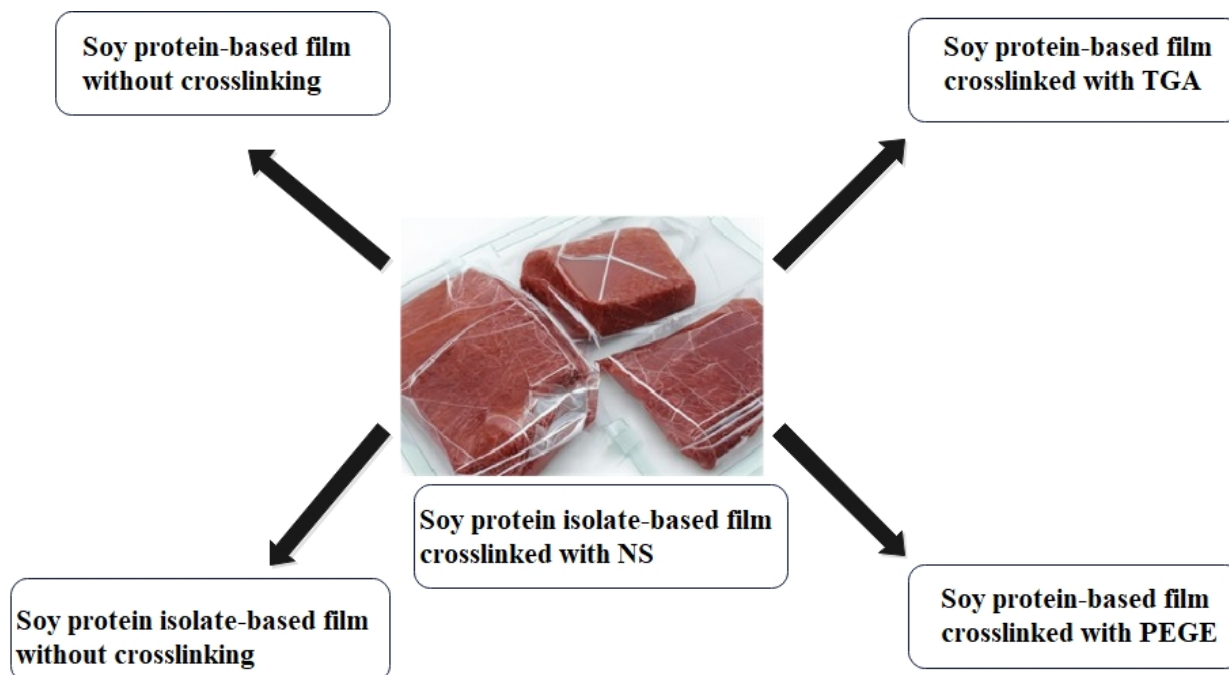 Soy protein-based film
without crosslinking
Soy protein-based film
crosslinked with TGA
Soy protein isolate-based film
crosslinked with NS
Soy protein isolate-based film
without crosslinking
Soy protein-based film
crosslinked with PEGE